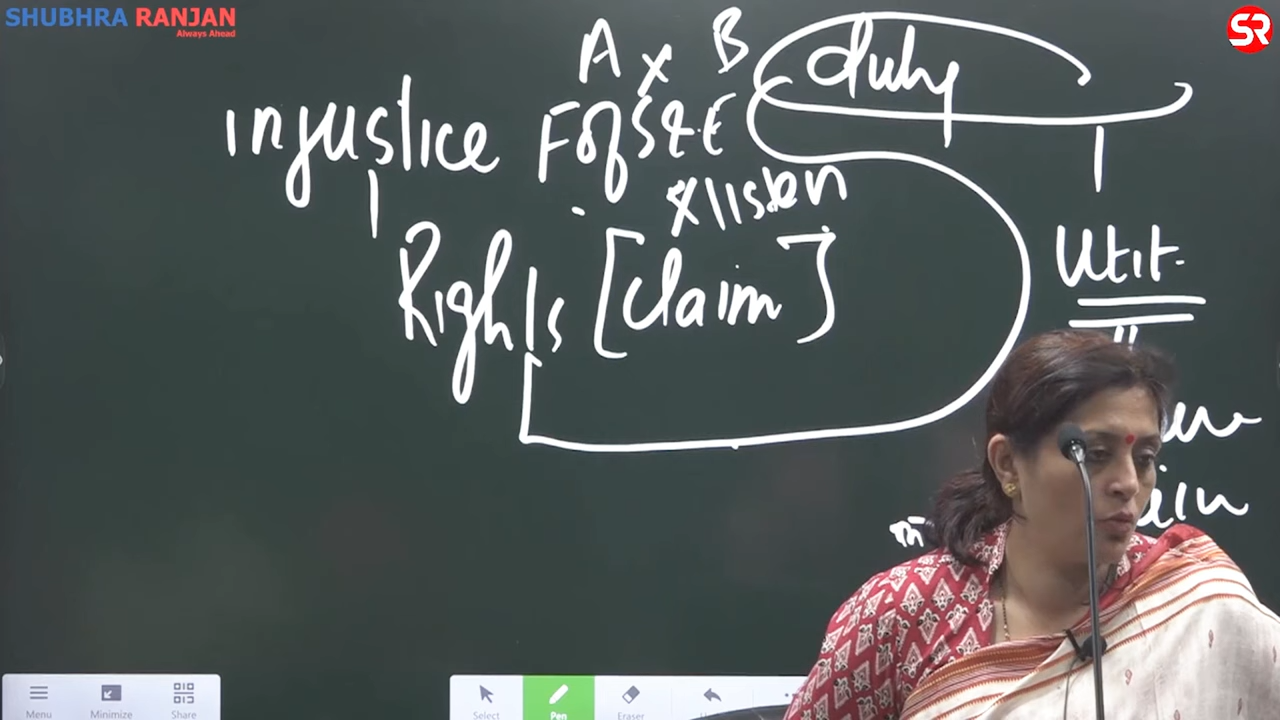 SHUBHRA RANJAN
Always Ahead
SR
A x B
duty
Injustice
x listen
Rights [Claim]
Utit.
Menu
Minimize
Share
Select
Pen
Eraser